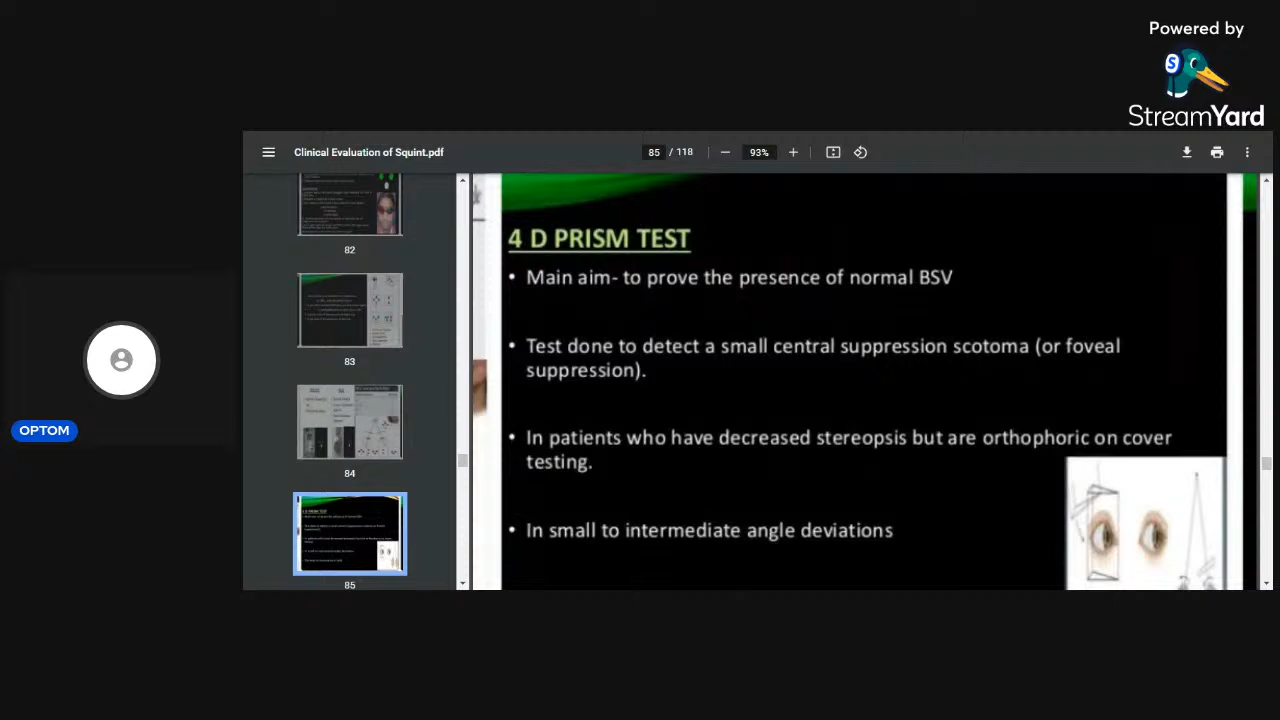 Powered by
StreamYard
Clinical Evaluation of Squint.pdf
85 / 118
93%
4 D PRISM TEST
• Main aim- to prove the presence of normal BSV
• Test done to detect a small central suppression scotoma (or foveal
suppression).
• In patients who have decreased stereopsis but are orthophoric on cover
testing.
• In small to intermediate angle deviations
82
83
84
85
OPTOM